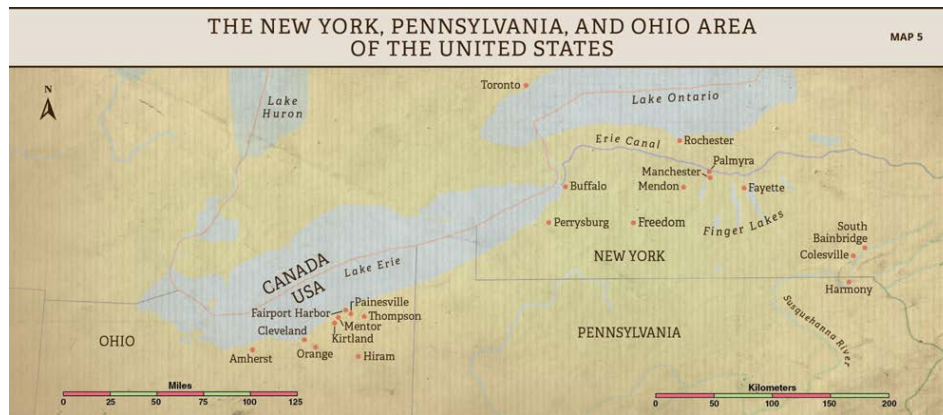 THE NEW YORK, PENNSYLVANIA, AND OHIO AREA
OF THE UNITED STATES
MAP 5
N
Toronto
Lake
Huron
Lake Ontario
Erie Canal
Rochester
Palmyra
Manchester
Mendon
Buffalo
Fayette
Perrysburg
Freedom
Finger Lakes
South
Bainbridge
Colesville
NEW YORK
CANADA
USA
Lake Erie
Harmony
Painesville
Fairport Harbor
Thompson
Mentor
Cleveland
Kirtland
OHIO
PENNSYLVANIA
Susquehanna River
Amherst
Orange
Hiram
Miles
0 25 50 75 100 125
Kilometers
0 50 100 150 200